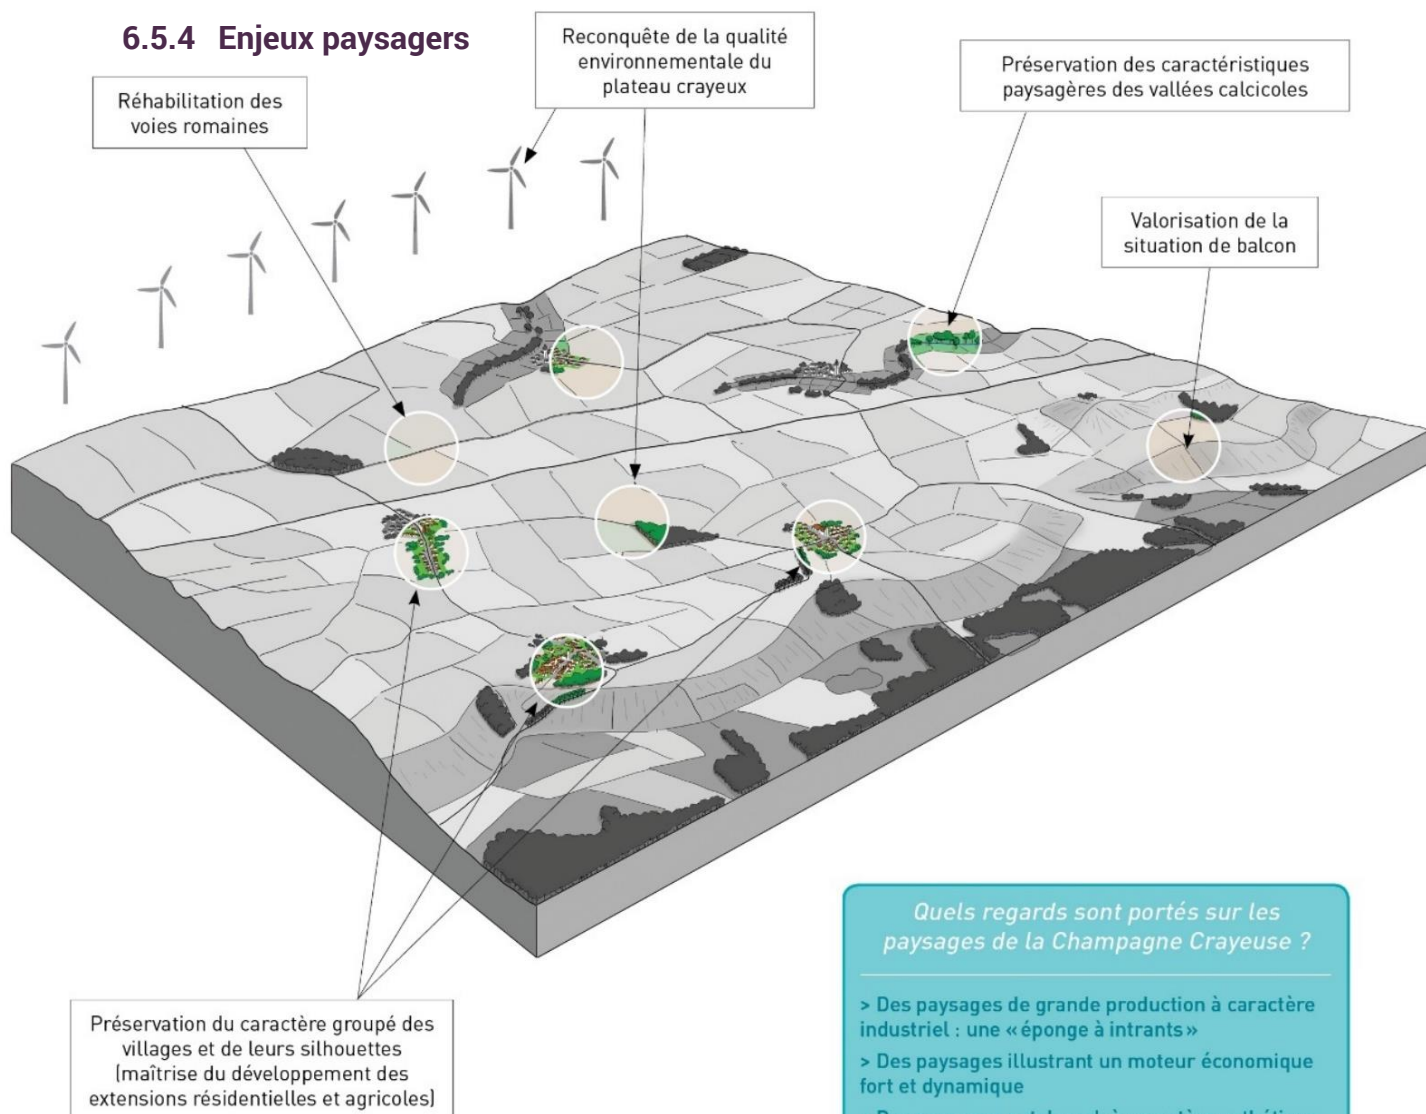 6.5.4 Enjeux paysagers
Réhabilitation des
voies romaines
Reconquête de la qualité
environnementale du
plateau crayeux
Préservation des caractéristiques
paysagères des vallées calcicoles
Valorisation de la
situation de balcon
Préservation du caractère groupé des
villages et de leurs silhouettes
(maîtrise du développement des
extensions résidentielles et agricoles)
Quels regards sont portés sur les
paysages de la Champagne Crayeuse ?
> Des paysages de grande production à caractère
industriel : une « éponge à intrants »
> Des paysages illustrant un moteur économique
fort et dynamique